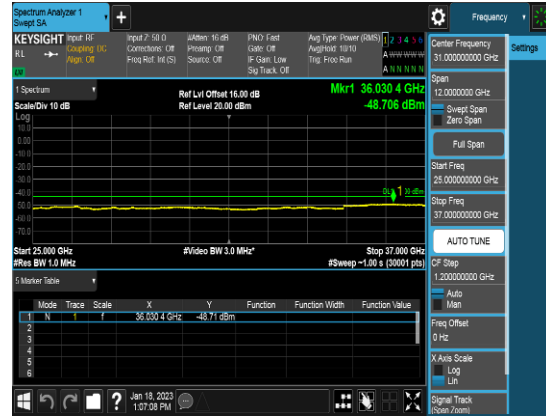 Spectrum Analyzer 1
Swept SA
Frequency
KEYSIGHT
RL
Input: RF
Coupling: DC
Align: Off
Input Z: 50 Ω
Corrections: Off
Freq Ref: Int (S)
#Atten: 16 dB
Preamp: Off
Source: Off
PNO: Fast
Gate: Off
IF Gain: Low
Sig Track: Off
Avg Type: Power (RMS)
Avg|Hold: 10/10
Trig: Free Run
1 2 3 4 5 6
A W W W W W
A N N N N N
1 Spectrum
Scale/Div 10 dB
Ref Lvl Offset 16.00 dB
Ref Level 20.00 dBm
Mkr1 36.030 4 GHz
-48.706 dBm
Log
10.0
0.00
-10.0
-20.0
-30.0
-40.0
-50.0
-60.0
-70.0
1
Start 25.000 GHz
#Res BW 1.0 MHz
#Video BW 3.0 MHz*
Stop 37.000 GHz
#Sweep ~1.00 s (30001 pts)
5 Marker Table
Mode Trace Scale X Y Function Function Width Function Value
1 N 1 f 36.030 4 GHz -48.71 dBm
2
3
4
5
6
Jan 18, 2023
1:07:08 PM
Center Frequency
31.000000000 GHz
Settings
Span
12.0000000 GHz
Swept Span
Zero Span
Full Span
Start Freq
25.000000000 GHz
Stop Freq
37.000000000 GHz
AUTO TUNE
CF Step
1.200000000 GHz
Auto
Man
Freq Offset
0 Hz
X Axis Scale
Log
Lin
Signal Track
(Span Zoom)